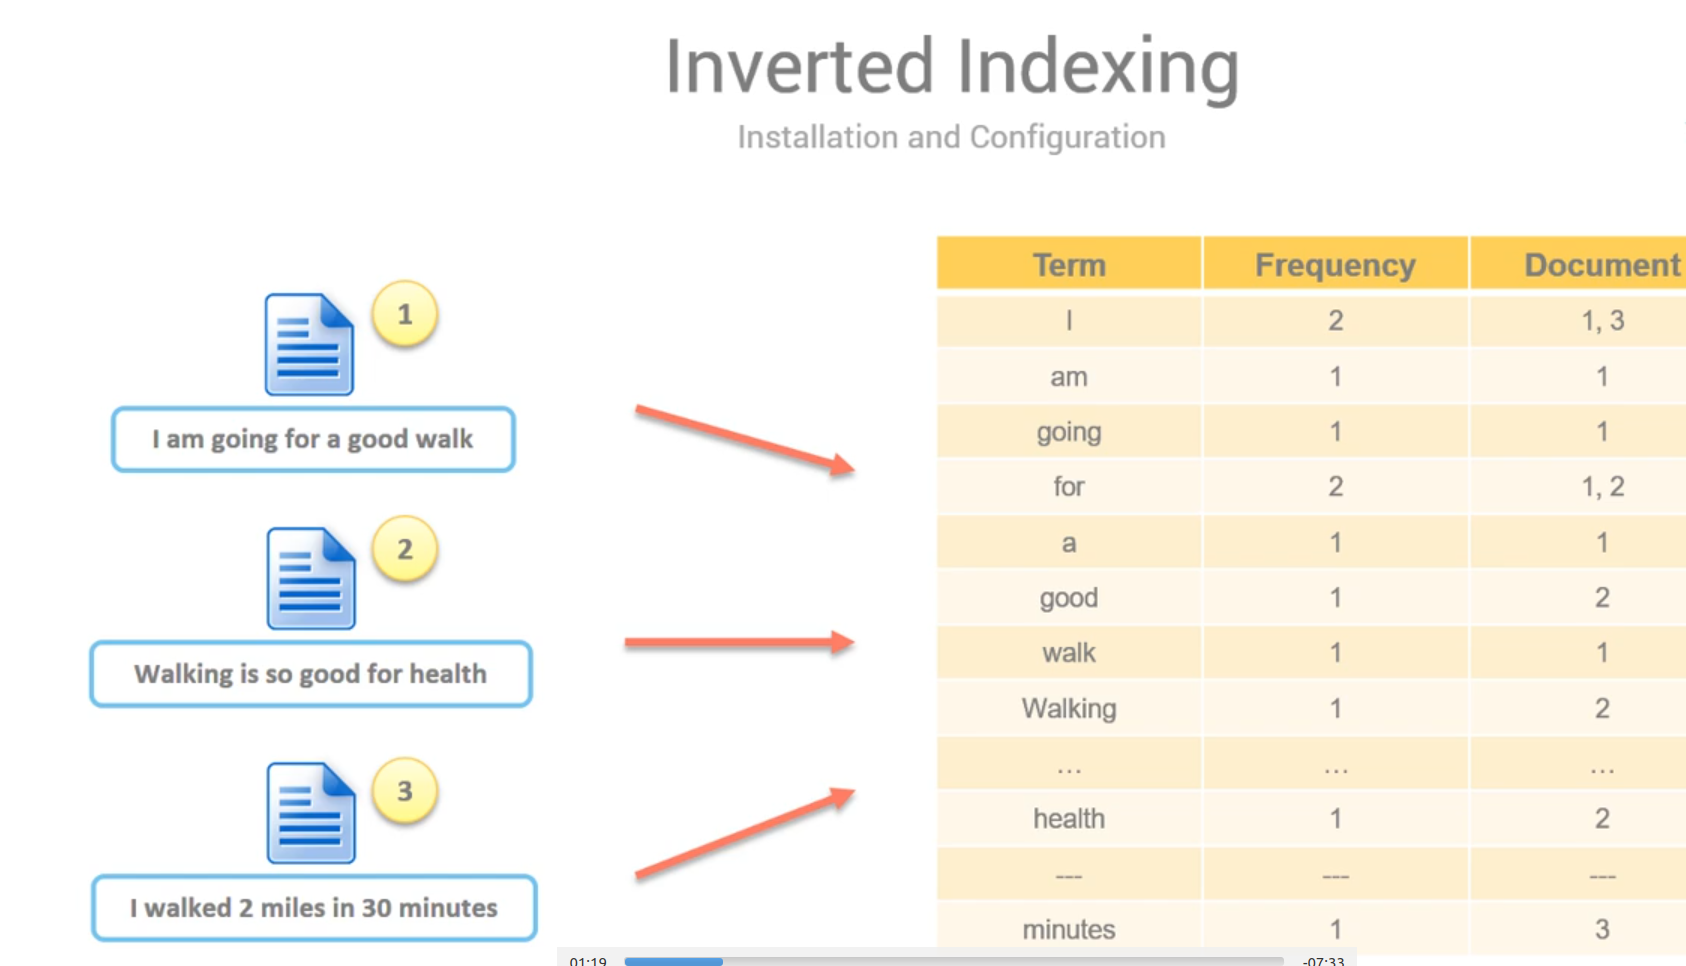 Inverted Indexing
Installation and Configuration
1
I am going for a good walk
2
Walking is so good for health
3
I walked 2 miles in 30 minutes
Term Frequency Document
I 2 1, 3
am 1 1
going 1 1
for 2 1, 2
a 1 1
good 1 2
walk 1 1
Walking 1 2
... ... ...
health 1 2
--- --- ---
minutes 1 3
01:19 -07:33